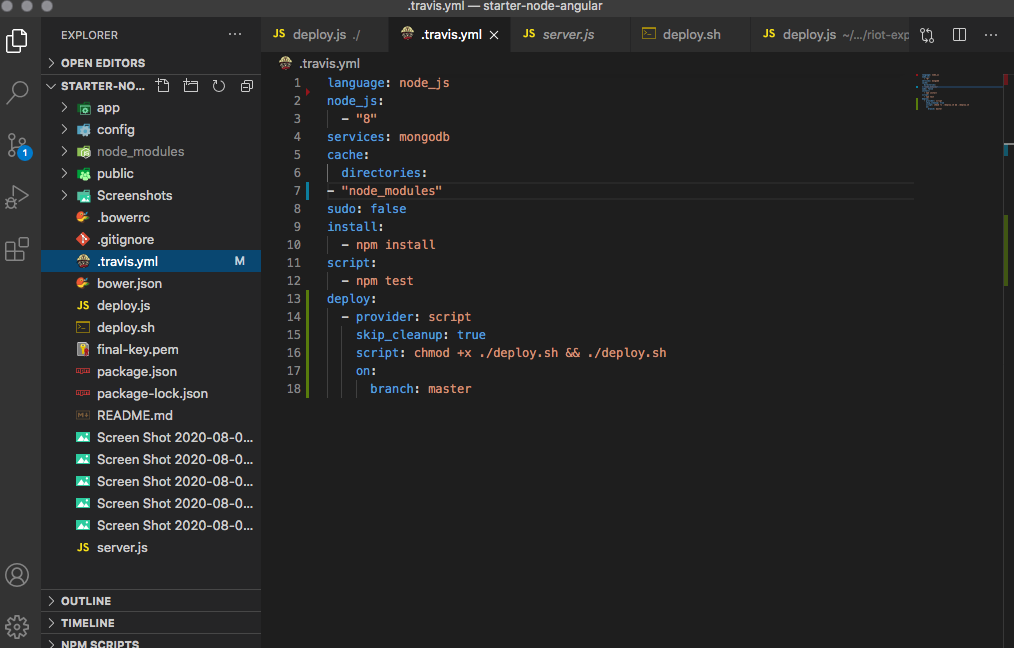 .travis.yml — starter-node-angular
EXPLORER
JS deploy.js ./
.travis.yml
JS server.js
deploy.sh
JS deploy.js ~/.../riot-exp
OPEN EDITORS
STARTER-NO...
app
config
node_modules
public
Screenshots
.bowerrc
.gitignore
.travis.yml M
bower.json
JS deploy.js
deploy.sh
final-key.pem
package.json
package-lock.json
README.md
Screen Shot 2020-08-0...
Screen Shot 2020-08-0...
Screen Shot 2020-08-0...
Screen Shot 2020-08-0...
Screen Shot 2020-08-0...
JS server.js
OUTLINE
TIMELINE
NPM SCRIPTS
1
.travis.yml
1 language: node_js
2 node_js:
3 - "8"
4 services: mongodb
5 cache:
6 directories:
7 - "node_modules"
8 sudo: false
9 install:
10 - npm install
11 script:
12 - npm test
13 deploy:
14 - provider: script
15 skip_cleanup: true
16 script: chmod +x ./deploy.sh && ./deploy.sh
17 on:
18 branch: master